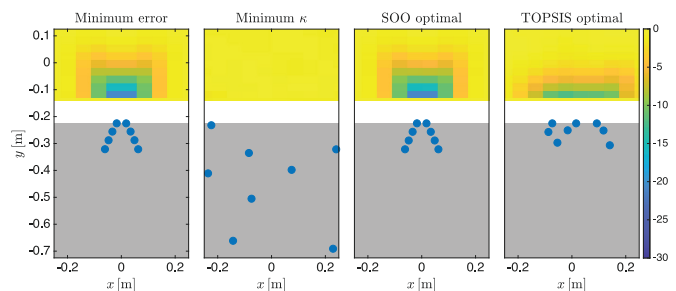 Minimum error Minimum κ SOO optimal TOPSIS optimal
0.1 0
0
-5
-0.1
-10
-0.2
y [m] -0.3 -15
-0.4
-20
-0.5
-0.6 -25
-0.7 -30
-0.2 0 0.2 -0.2 0 0.2 -0.2 0 0.2 -0.2 0 0.2
x [m] x [m] x [m] x [m]